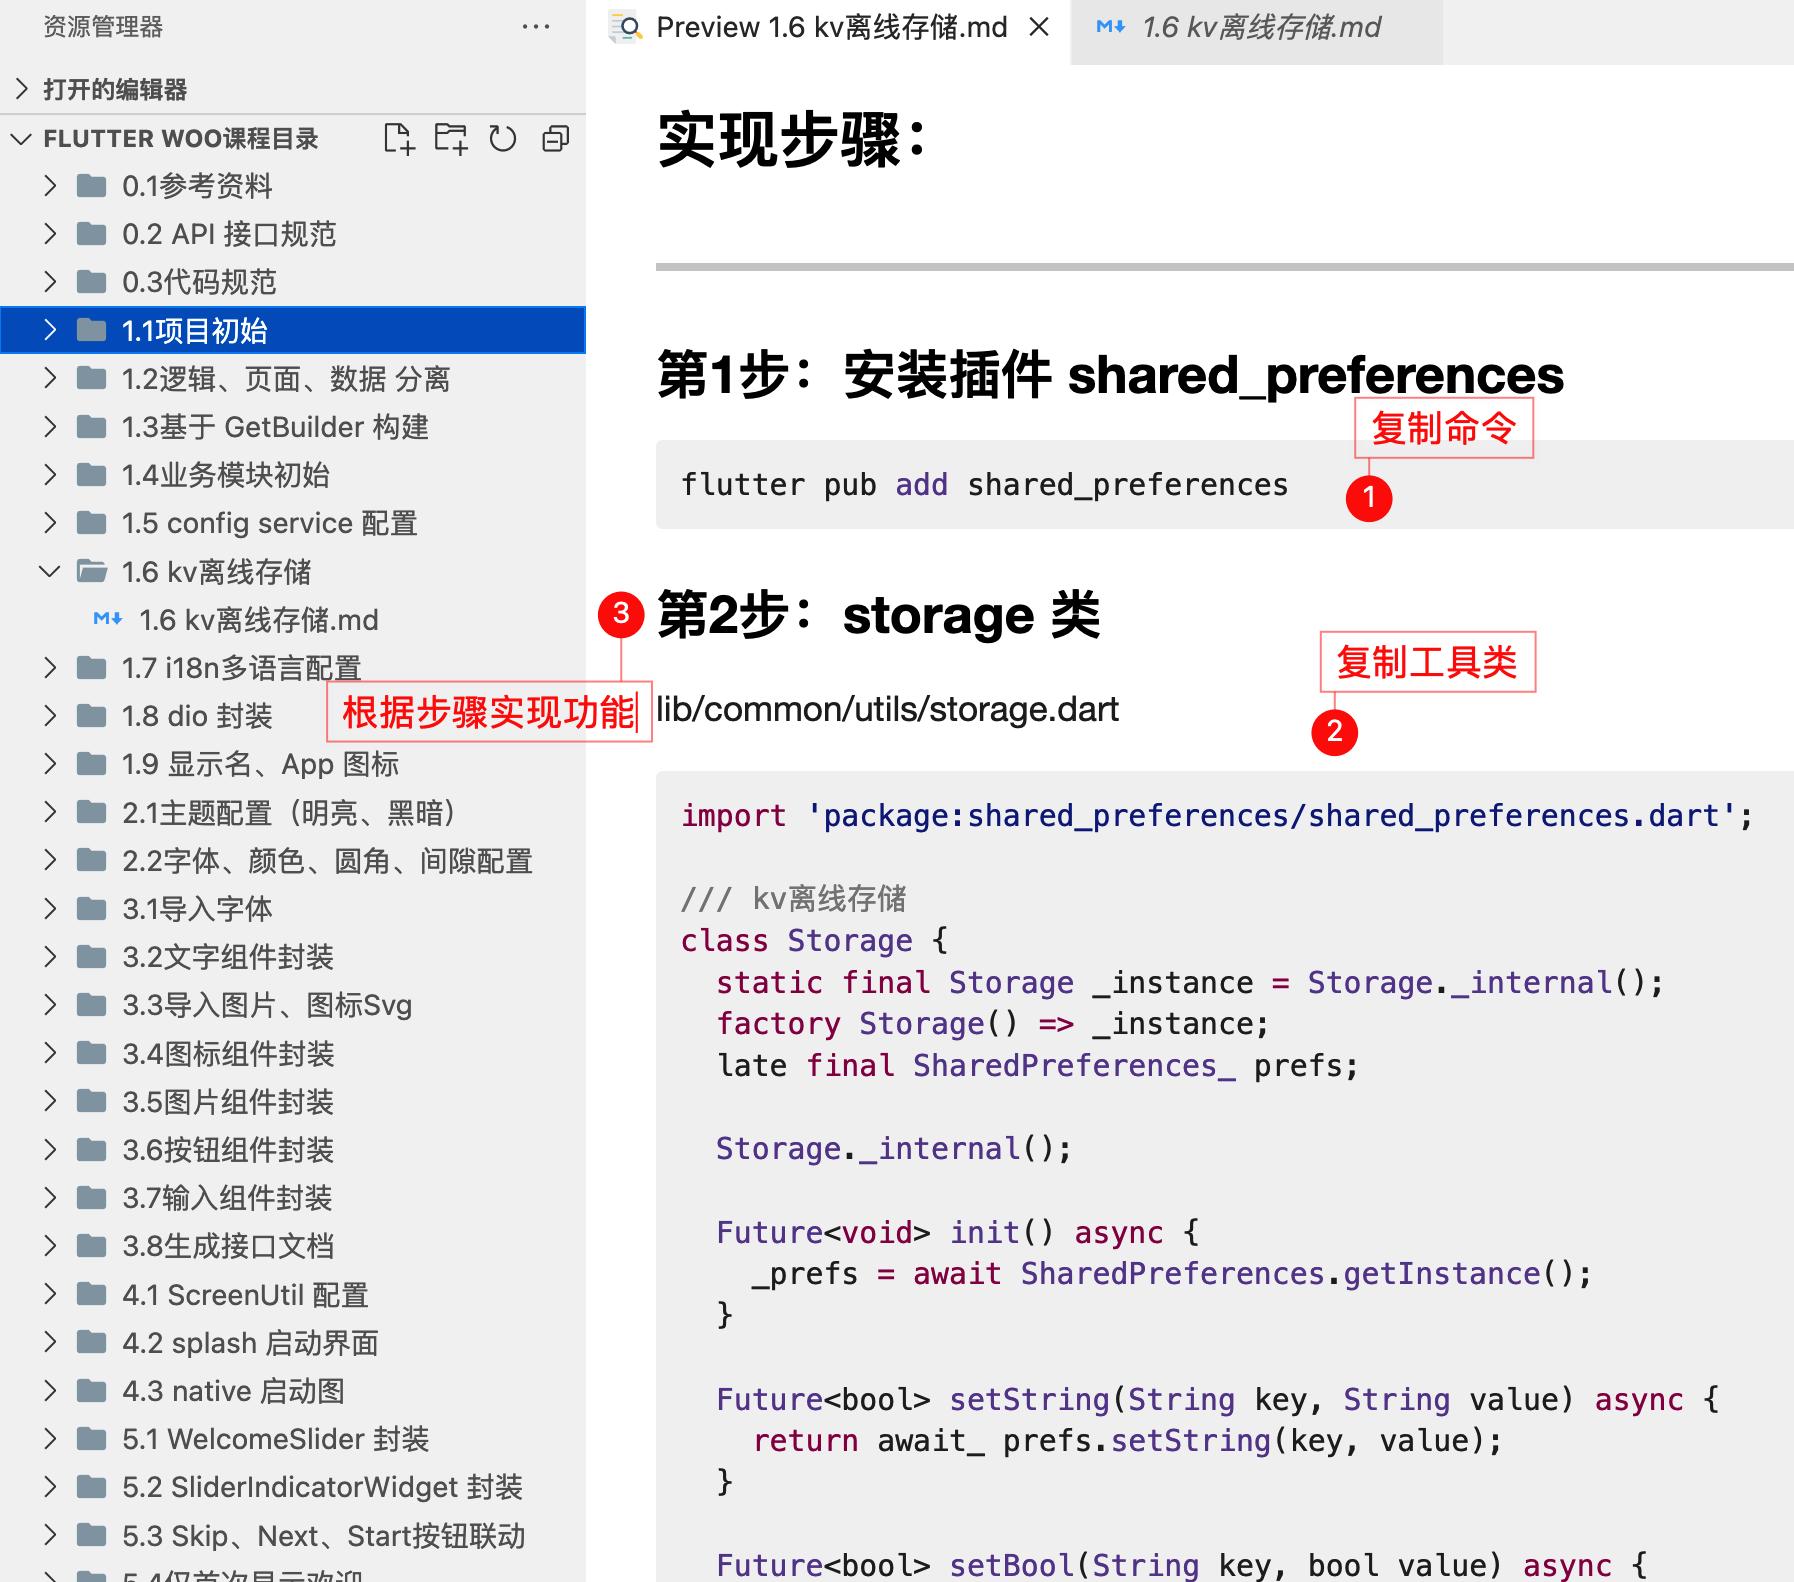 资源管理器
打开的编辑器
FLUTTER WOO课程目录
0.1参考资料
0.2 API 接口规范
0.3代码规范
1.1项目初始
1.2逻辑、页面、数据 分离
1.3基于 GetBuilder 构建
1.4业务模块初始
1.5 config service 配置
1.6 kv离线存储
1.6 kv离线存储.md
1.7 i18n多语言配置
1.8 dio 封装
1.9 显示名、App 图标
2.1主题配置（明亮、黑暗）
2.2字体、颜色、圆角、间隙配置
3.1导入字体
3.2文字组件封装
3.3导入图片、图标Svg
3.4图标组件封装
3.5图片组件封装
3.6按钮组件封装
3.7输入组件封装
3.8生成接口文档
4.1 ScreenUtil 配置
4.2 splash 启动界面
4.3 native 启动图
5.1 WelcomeSlider 封装
5.2 SliderIndicatorWidget 封装
5.3 Skip、Next、Start按钮联动
5.4仅首次显示欢迎
Preview 1.6 kv离线存储.md
1.6 kv离线存储.md
实现步骤：
第1步：安装插件 shared_preferences
复制命令
1
flutter pub add shared_preferences
3
第2步：storage 类
复制工具类
2
根据步骤实现功能
lib/common/utils/storage.dart
import 'package:shared_preferences/shared_preferences.dart';
/// kv离线存储
class Storage {
static final Storage _instance = Storage._internal();
factory Storage() => _instance;
late final SharedPreferences_ prefs;
Storage._internal();
Future<void> init() async {
_prefs = await SharedPreferences.getInstance();
}
Future<bool> setString(String key, String value) async {
return await_ prefs.setString(key, value);
}
Future<bool> setBool(String key, bool value) async {